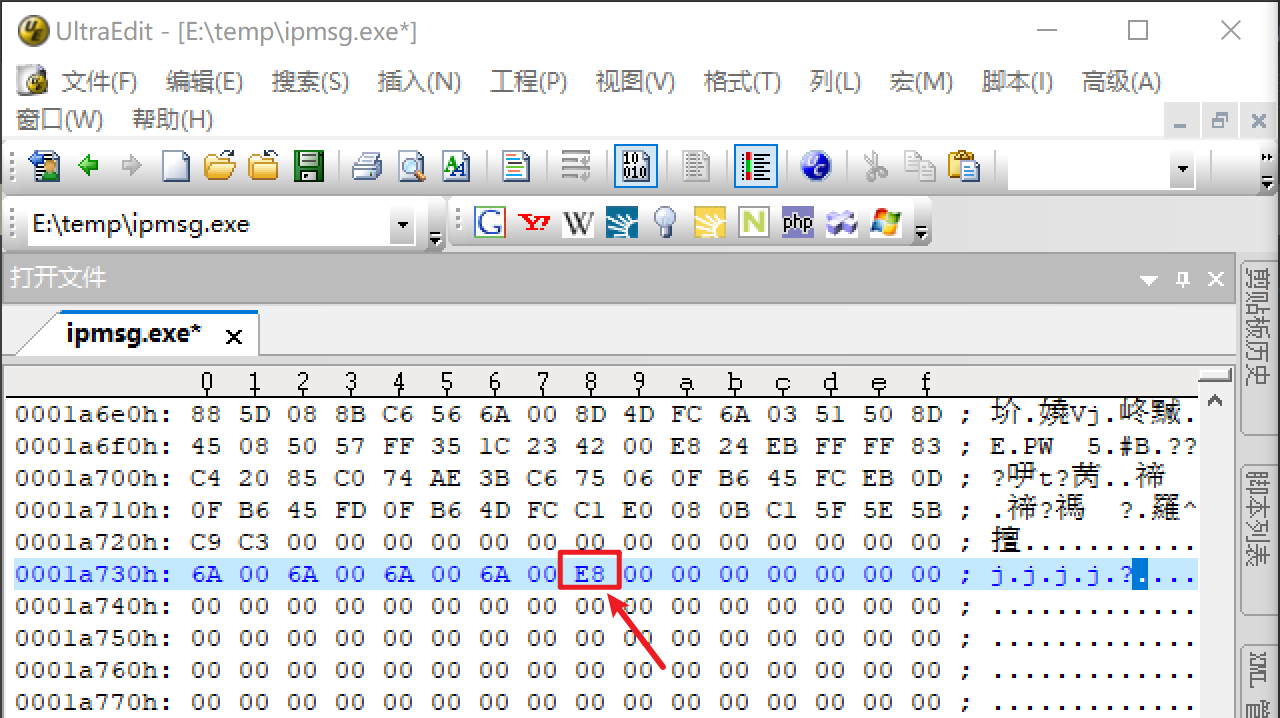 UltraEdit - [E:\temp\ipmsg.exe*]
文件(F) 编辑(E) 搜索(S) 插入(N) 工程(P) 视图(V) 格式(T) 列(L) 宏(M) 脚本(I) 高级(A)
窗口(W) 帮助(H)
E:\temp\ipmsg.exe
打开文件
ipmsg.exe*
0 1 2 3 4 5 6 7 8 9 a b c d e f
0001a6e0h: 88 5D 08 8B C6 56 6A 00 8D 4D FC 6A 03 51 50 8D ;
0001a6f0h: 45 08 50 57 FF 35 1C 23 42 00 E8 24 EB FF FF 83 ; E.PW 5.#B.??
0001a700h: C4 20 85 C0 74 AE 3B C6 75 06 0F B6 45 FC EB 0D ; ?咿t?苪..褅
0001a710h: 0F B6 45 FD 0F B6 4D FC C1 E0 08 0B C1 5F 5E 5B ; .褅?禡 ?.羅^
0001a720h: C9 C3 00 00 00 00 00 00 00 00 00 00 00 00 00 00 ; 擅...........
0001a730h: 6A 00 6A 00 6A 00 6A 00 E8 00 00 00 00 00 00 00 ; j.j.j.j.?....
0001a740h: 00 00 00 00 00 00 00 00 00 00 00 00 00 00 00 00 ; .............
0001a750h: 00 00 00 00 00 00 00 00 00 00 00 00 00 00 00 00 ; .............
0001a760h: 00 00 00 00 00 00 00 00 00 00 00 00 00 00 00 00 ; .............
0001a770h: 00 00 00 00 00 00 00 00 00 00 00 00 00 00 00 00 ; .............
剪贴板历史
脚本列表
XML 管